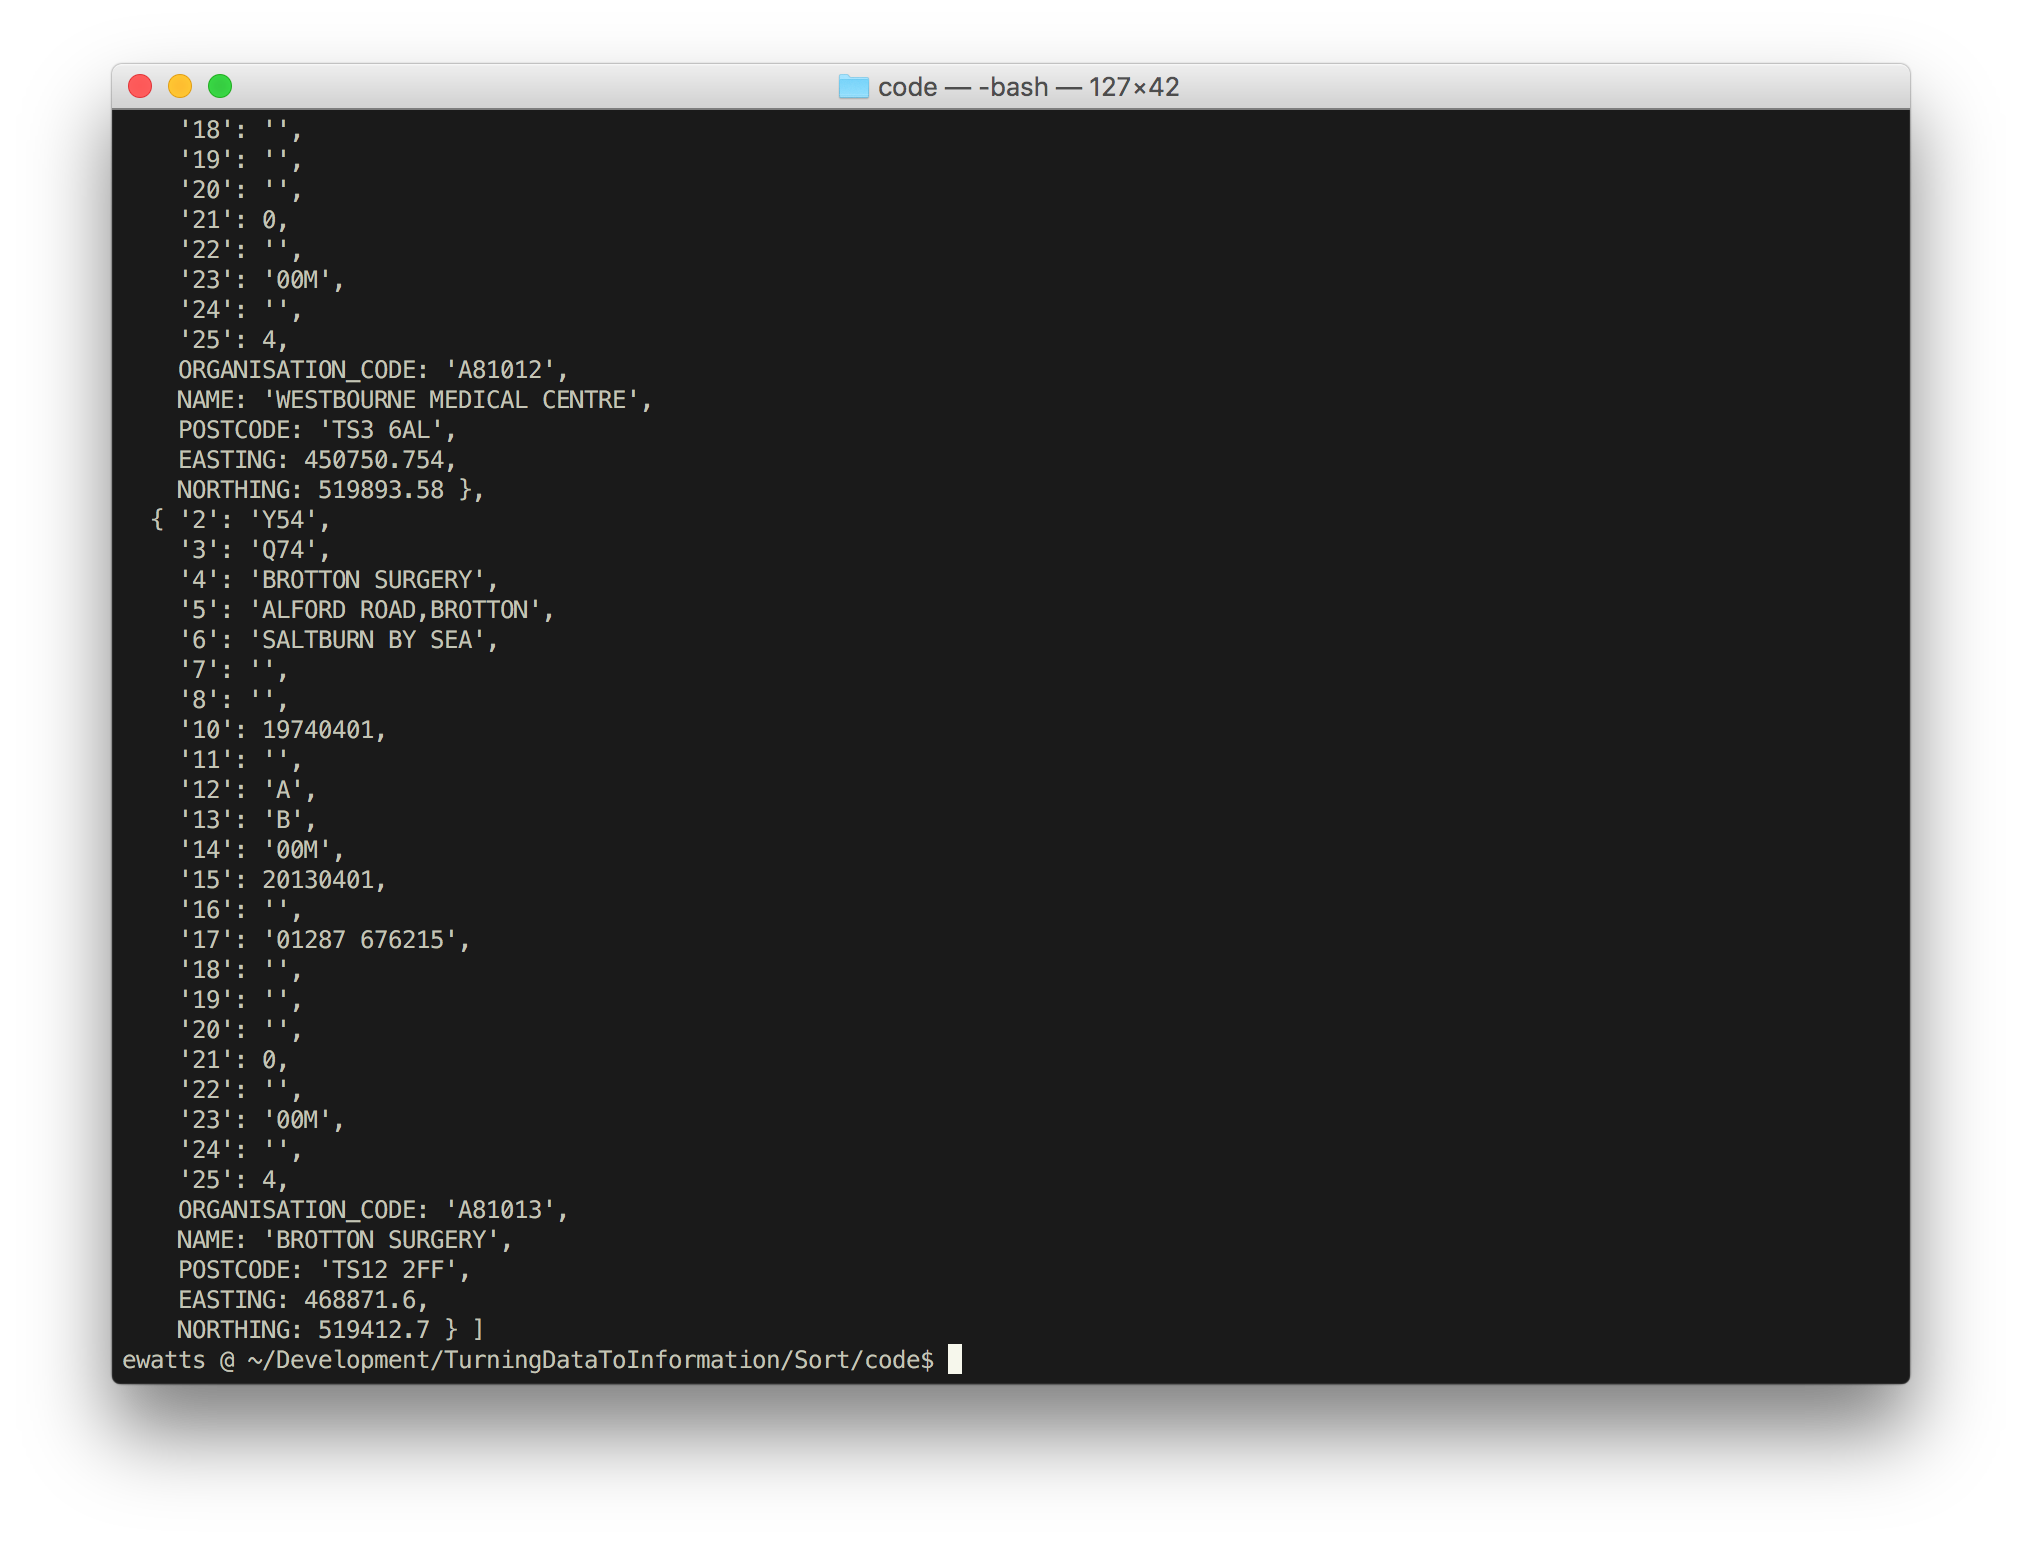 code — -bash — 127×42
'18': '',
'19': '',
'20': '',
'21': 0,
'22': '',
'23': '00M',
'24': '',
'25': 4,
ORGANISATION_CODE: 'A81012',
NAME: 'WESTBOURNE MEDICAL CENTRE',
POSTCODE: 'TS3 6AL',
EASTING: 450750.754,
NORTHING: 519893.58 },
{ '2': 'Y54',
'3': 'Q74',
'4': 'BROTTON SURGERY',
'5': 'ALFORD ROAD,BROTTON',
'6': 'SALTBURN BY SEA',
'7': '',
'8': '',
'10': 19740401,
'11': '',
'12': 'A',
'13': 'B',
'14': '00M',
'15': 20130401,
'16': '',
'17': '01287 676215',
'18': '',
'19': '',
'20': '',
'21': 0,
'22': '',
'23': '00M',
'24': '',
'25': 4,
ORGANISATION_CODE: 'A81013',
NAME: 'BROTTON SURGERY',
POSTCODE: 'TS12 2FF',
EASTING: 468871.6,
NORTHING: 519412.7 } ]
ewatts @ ~/Development/TurningDataToInformation/Sort/code$